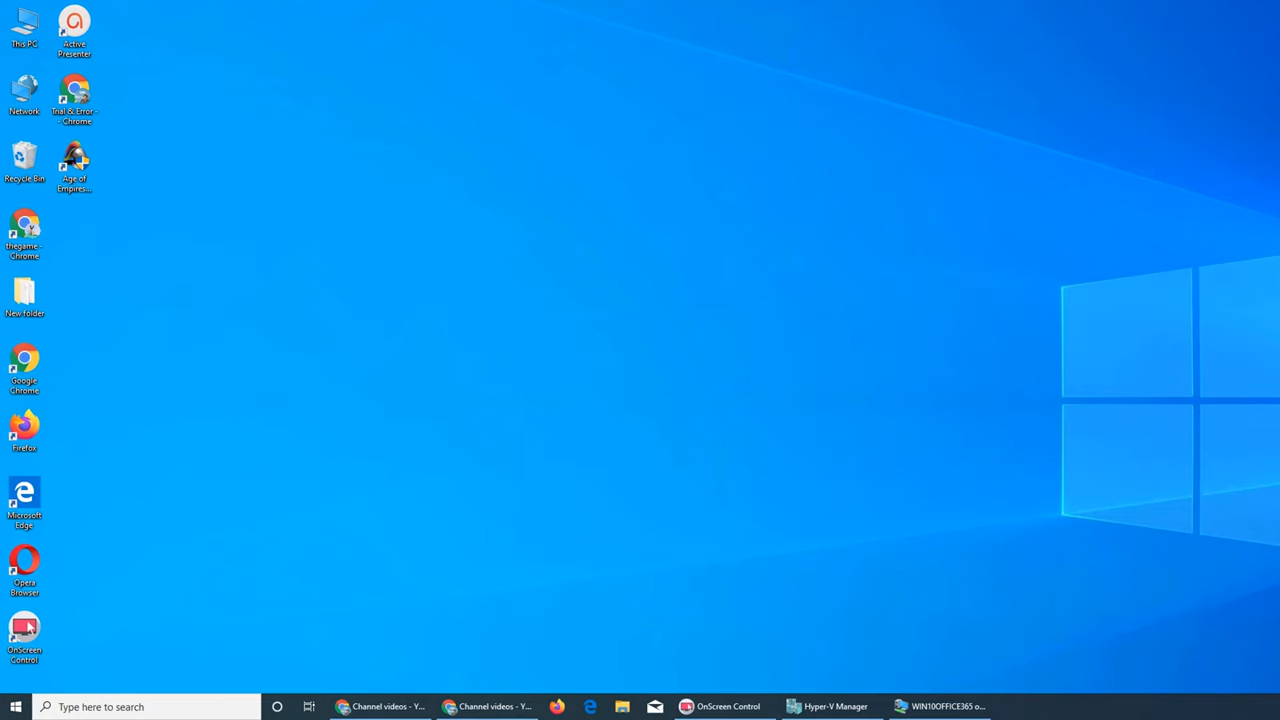 This PC
Active
Presenter
Network
Trial & Error -
- Chrome
Recycle Bin
Age of
Empires...
thegame -
Chrome
New folder
Google
Chrome
Firefox
Microsoft
Edge
Opera
Browser
OnScreen
Control
Type here to search
Channel videos - Y...
Channel videos - Y...
OnScreen Control
Hyper-V Manager
WIN10OFFICE365 o...